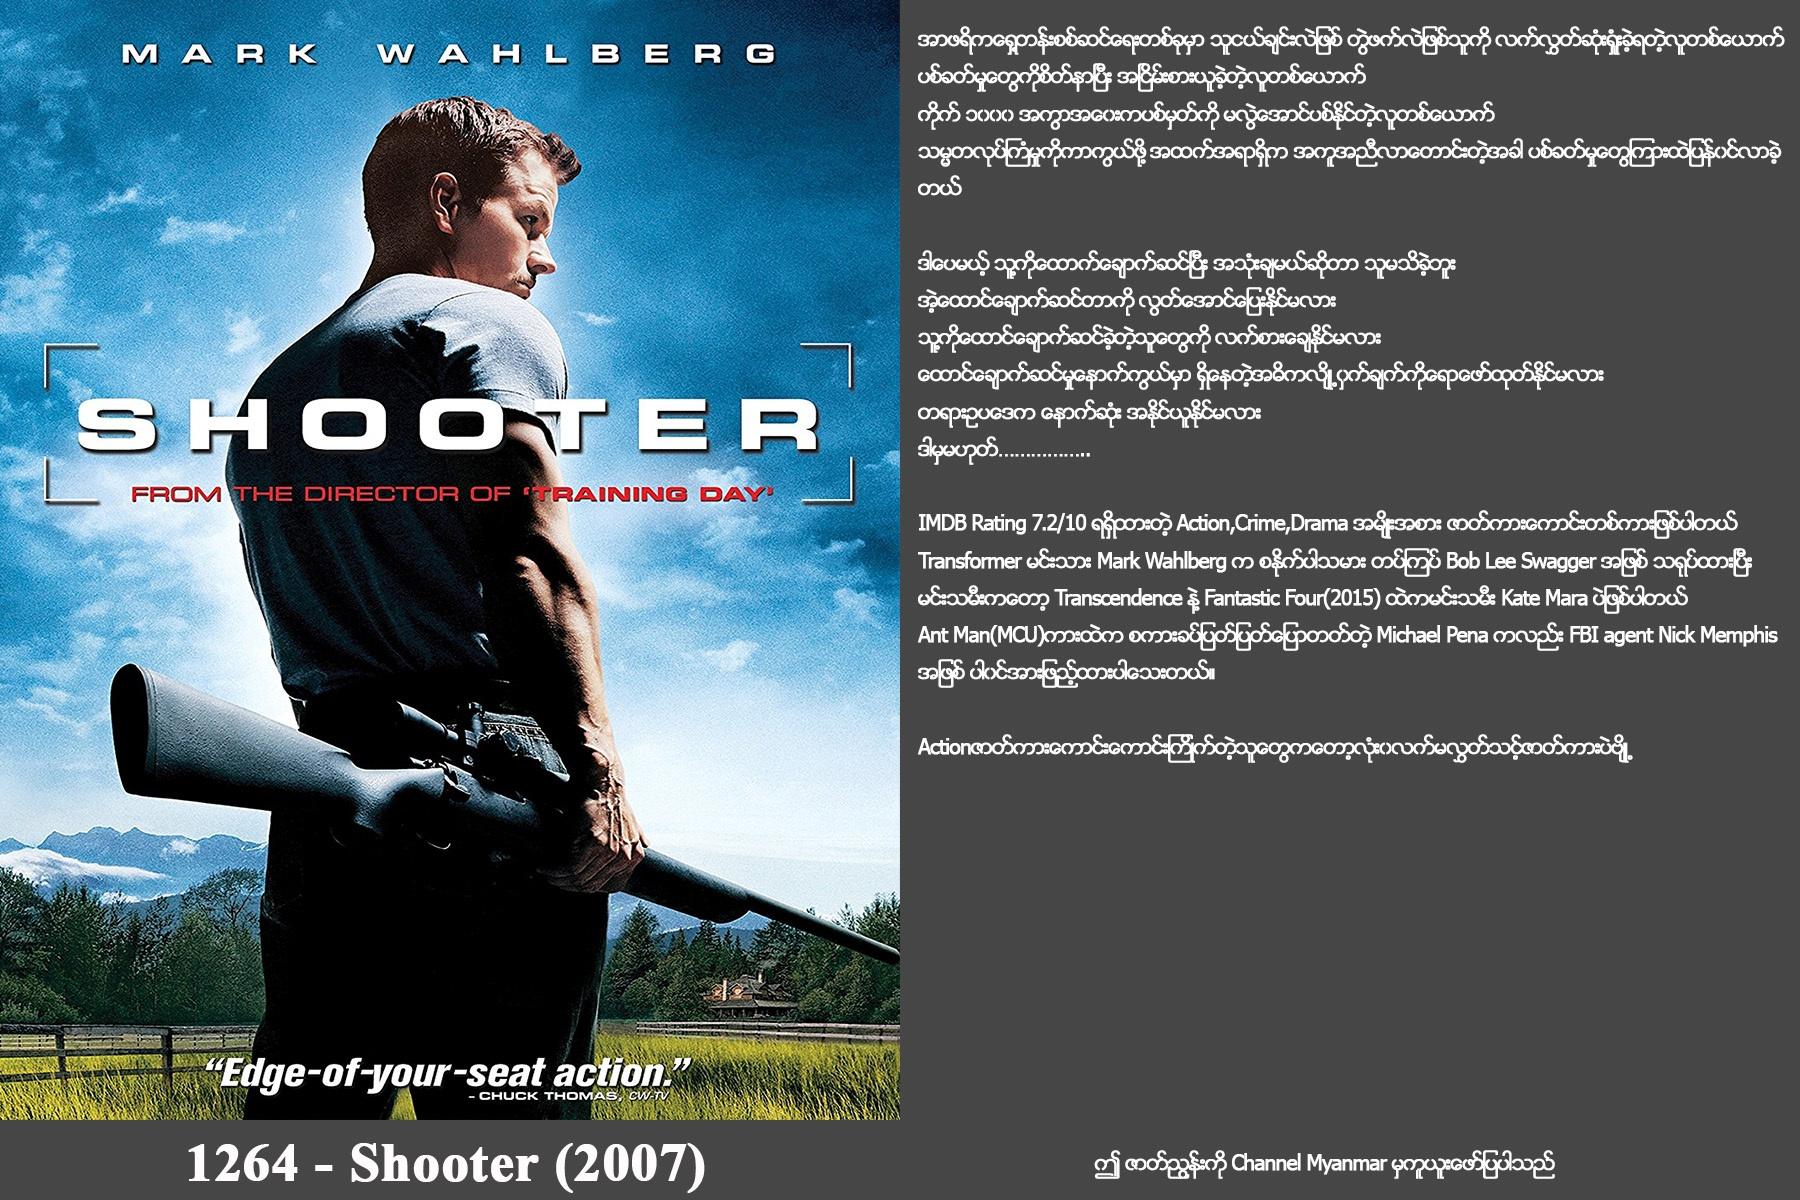 MARK WAHLBERG
SHOOTER
FROM THE DIRECTOR OF 'TRAINING DAY'
"Edge-of-your-seat action."
- CHUCK THOMAS, CW-TV
1264 - Shooter (2007)
အာဖရိကရှေ့တန်းစစ်ဆင်ရေးတစ်ခုမှာ သူငယ်ချင်းလဲဖြစ် တွဲဖက်လဲဖြစ်သူကို လက်လွှတ်ဆုံးရှုံးခဲ့ရတဲ့လူတစ်ယောက်
ပစ်ခတ်မှုတွေကိုစိတ်နာပြီး အငြိမ်းစားယူခဲ့တဲ့လူတစ်ယောက်
ကိုက် ၁၀၀၀ အကွာအဝေးကပစ်မှတ်ကို မလွဲအောင်ပစ်နိုင်တဲ့လူတစ်ယောက်
သမ္မတလုပ်ကြံမှုကိုကာကွယ်ဖို့ အထက်အရာရှိက အကူအညီလာတောင်းတဲ့အခါ ပစ်ခတ်မှုတွေကြားထဲပြန်ဝင်လာခဲ့
တယ်
ဒါပေမယ့် သူ့ကိုထောက်ချောက်ဆင်ပြီး အသုံးချမယ်ဆိုတာ သူမသိခဲ့ဘူး
အဲ့ထောင်ချောက်ဆင်တာကို လွတ်အောင်ပြေးနိုင်မလား
သူ့ကိုထောင်ချောက်ဆင်ခဲ့တဲ့သူတွေကို လက်စားချေနိုင်မလား
ထောင်ချောက်ဆင်မှုနောက်ကွယ်မှာ ရှိနေတဲ့အဓိကလျို့ဝှက်ချက်ကိုရောဖော်ထုတ်နိုင်မလား
တရားဥပဒေက နောက်ဆုံး အနိုင်ယူနိုင်မလား
ဒါမှမဟုတ်................
IMDB Rating 7.2/10 ရရှိထားတဲ့ Action,Crime,Drama အမျိုးအစား ဇာတ်ကားကောင်းတစ်ကားဖြစ်ပါတယ်
Transformer မင်းသား Mark Wahlberg က စနိုက်ပါသမား တပ်ကြပ် Bob Lee Swagger အဖြစ် သရုပ်ထားပြီး
မင်းသမီးကတော့ Transcendence နဲ့ Fantastic Four(2015) ထဲကမင်းသမီး Kate Mara ပဲဖြစ်ပါတယ်
Ant Man(MCU)ကားထဲက စကားခပ်ပြတ်ပြတ်ပြောတတ်တဲ့ Michael Pena ကလည်း FBI agent Nick Memphis
အဖြစ် ပါဝင်အားဖြည့်ထားပါသေးတယ်။
Actionဇာတ်ကားကောင်းကောင်းကြိုက်တဲ့သူတွေကတော့လုံးဝလက်မလွှတ်သင့်ဇာတ်ကားပဲဗျို့
ဤ ဇာတ်ညွှန်းကို Channel Myanmar မှကူယူးဖော်ပြပါသည်